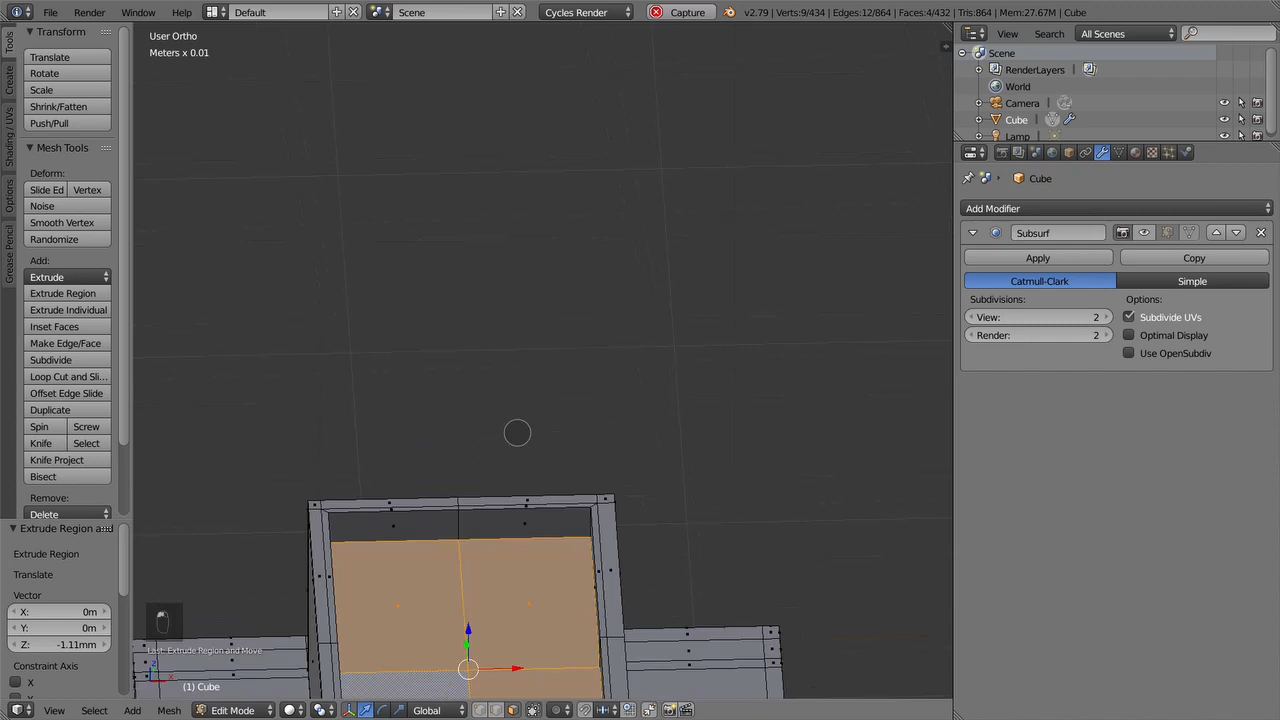 File Render Window Help Default Scene Cycles Render Capture v2.79 | Verts:9/434 | Edges:12/864 | Faces:4/432 | Tris:864 | Mem:27.67M | Cube
Tools
Create
Shading / UVs
Options
Grease Pencil
Transform
Translate
Rotate
Scale
Shrink/Fatten
Push/Pull
Mesh Tools
Deform:
Slide Ed Vertex
Noise
Smooth Vertex
Randomize
Add:
Extrude
Extrude Region
Extrude Individual
Inset Faces
Make Edge/Face
Subdivide
Loop Cut and Sli...
Offset Edge Slide
Duplicate
Spin Screw
Knife Select
Knife Project
Bisect
Remove:
Delete
Extrude Region and
Extrude Region
Translate
Vector
X: 0m
Y: 0m
Z: -1.11mm
Constraint Axis
X
User Ortho
Meters x 0.01
Last: Extrude Region and Move
z
x
(1) Cube
View Select Add Mesh Edit Mode Global
View Search All Scenes
Scene
RenderLayers
World
Camera
Cube
Lamp
Cube
Add Modifier
Subsurf
Apply Copy
Catmull-Clark Simple
Subdivisions: Options:
View: 2 Subdivide UVs
Render: 2 Optimal Display
Use OpenSubdiv